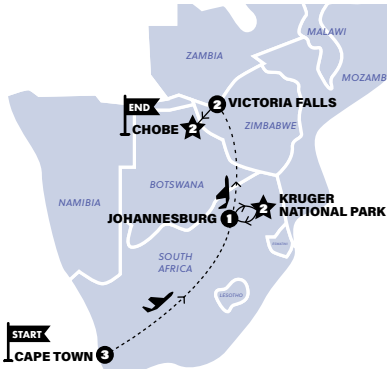 MALAWI
ZAMBIA
MOZAMB
END
2 VICTORIA FALLS
CHOBE 2
ZIMBABWE
BOTSWANA
NAMIBIA
2 KRUGER
NATIONAL PARK
JOHANNESBURG 1
SOUTH
AFRICA
LESOTHO
START
CAPE TOWN 3